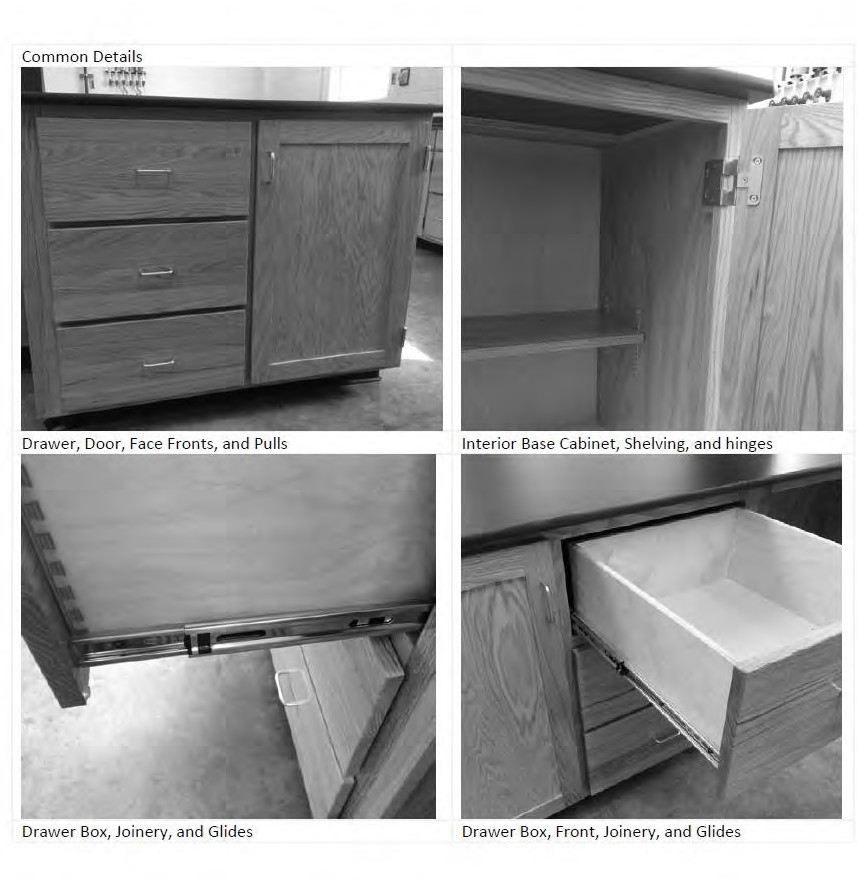 Common Details
Drawer, Door, Face Fronts, and Pulls
Interior Base Cabinet, Shelving, and hinges
Drawer Box, Joinery, and Glides
Drawer Box, Front, Joinery, and Glides